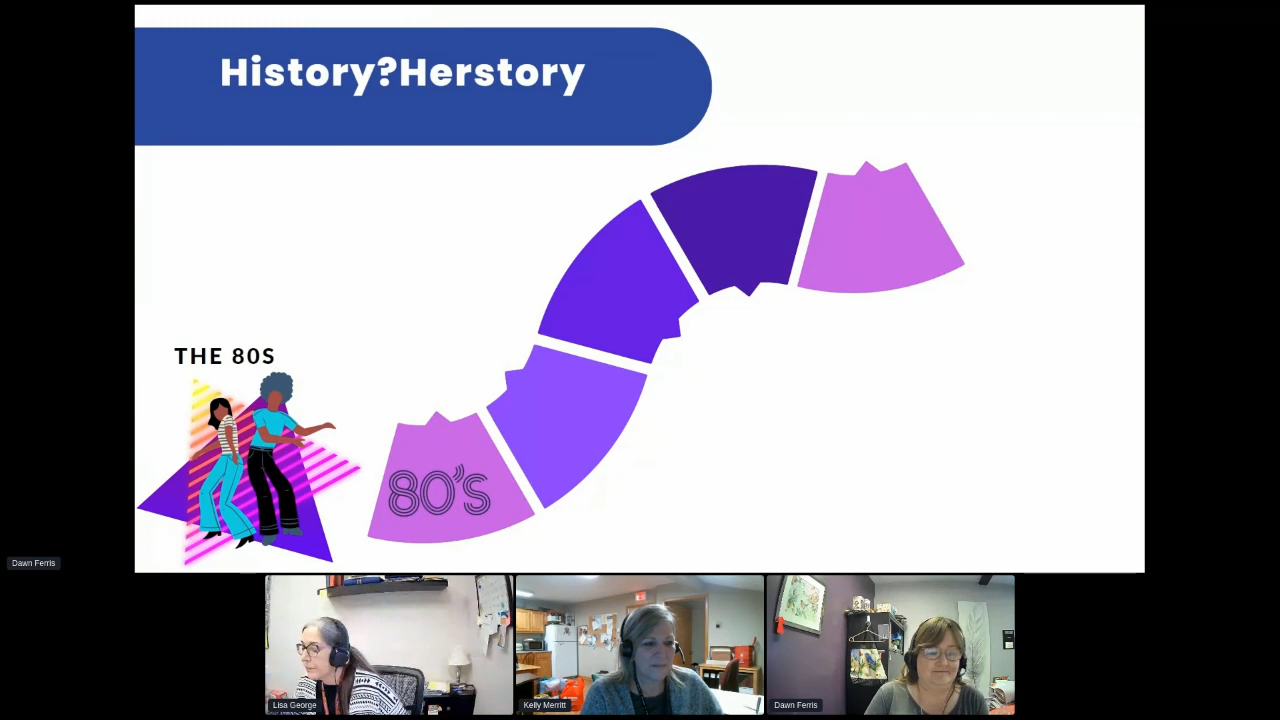 History?Herstory
THE 80S
80's
Dawn Ferris
Lisa George
Kelly Merritt
Dawn Ferris